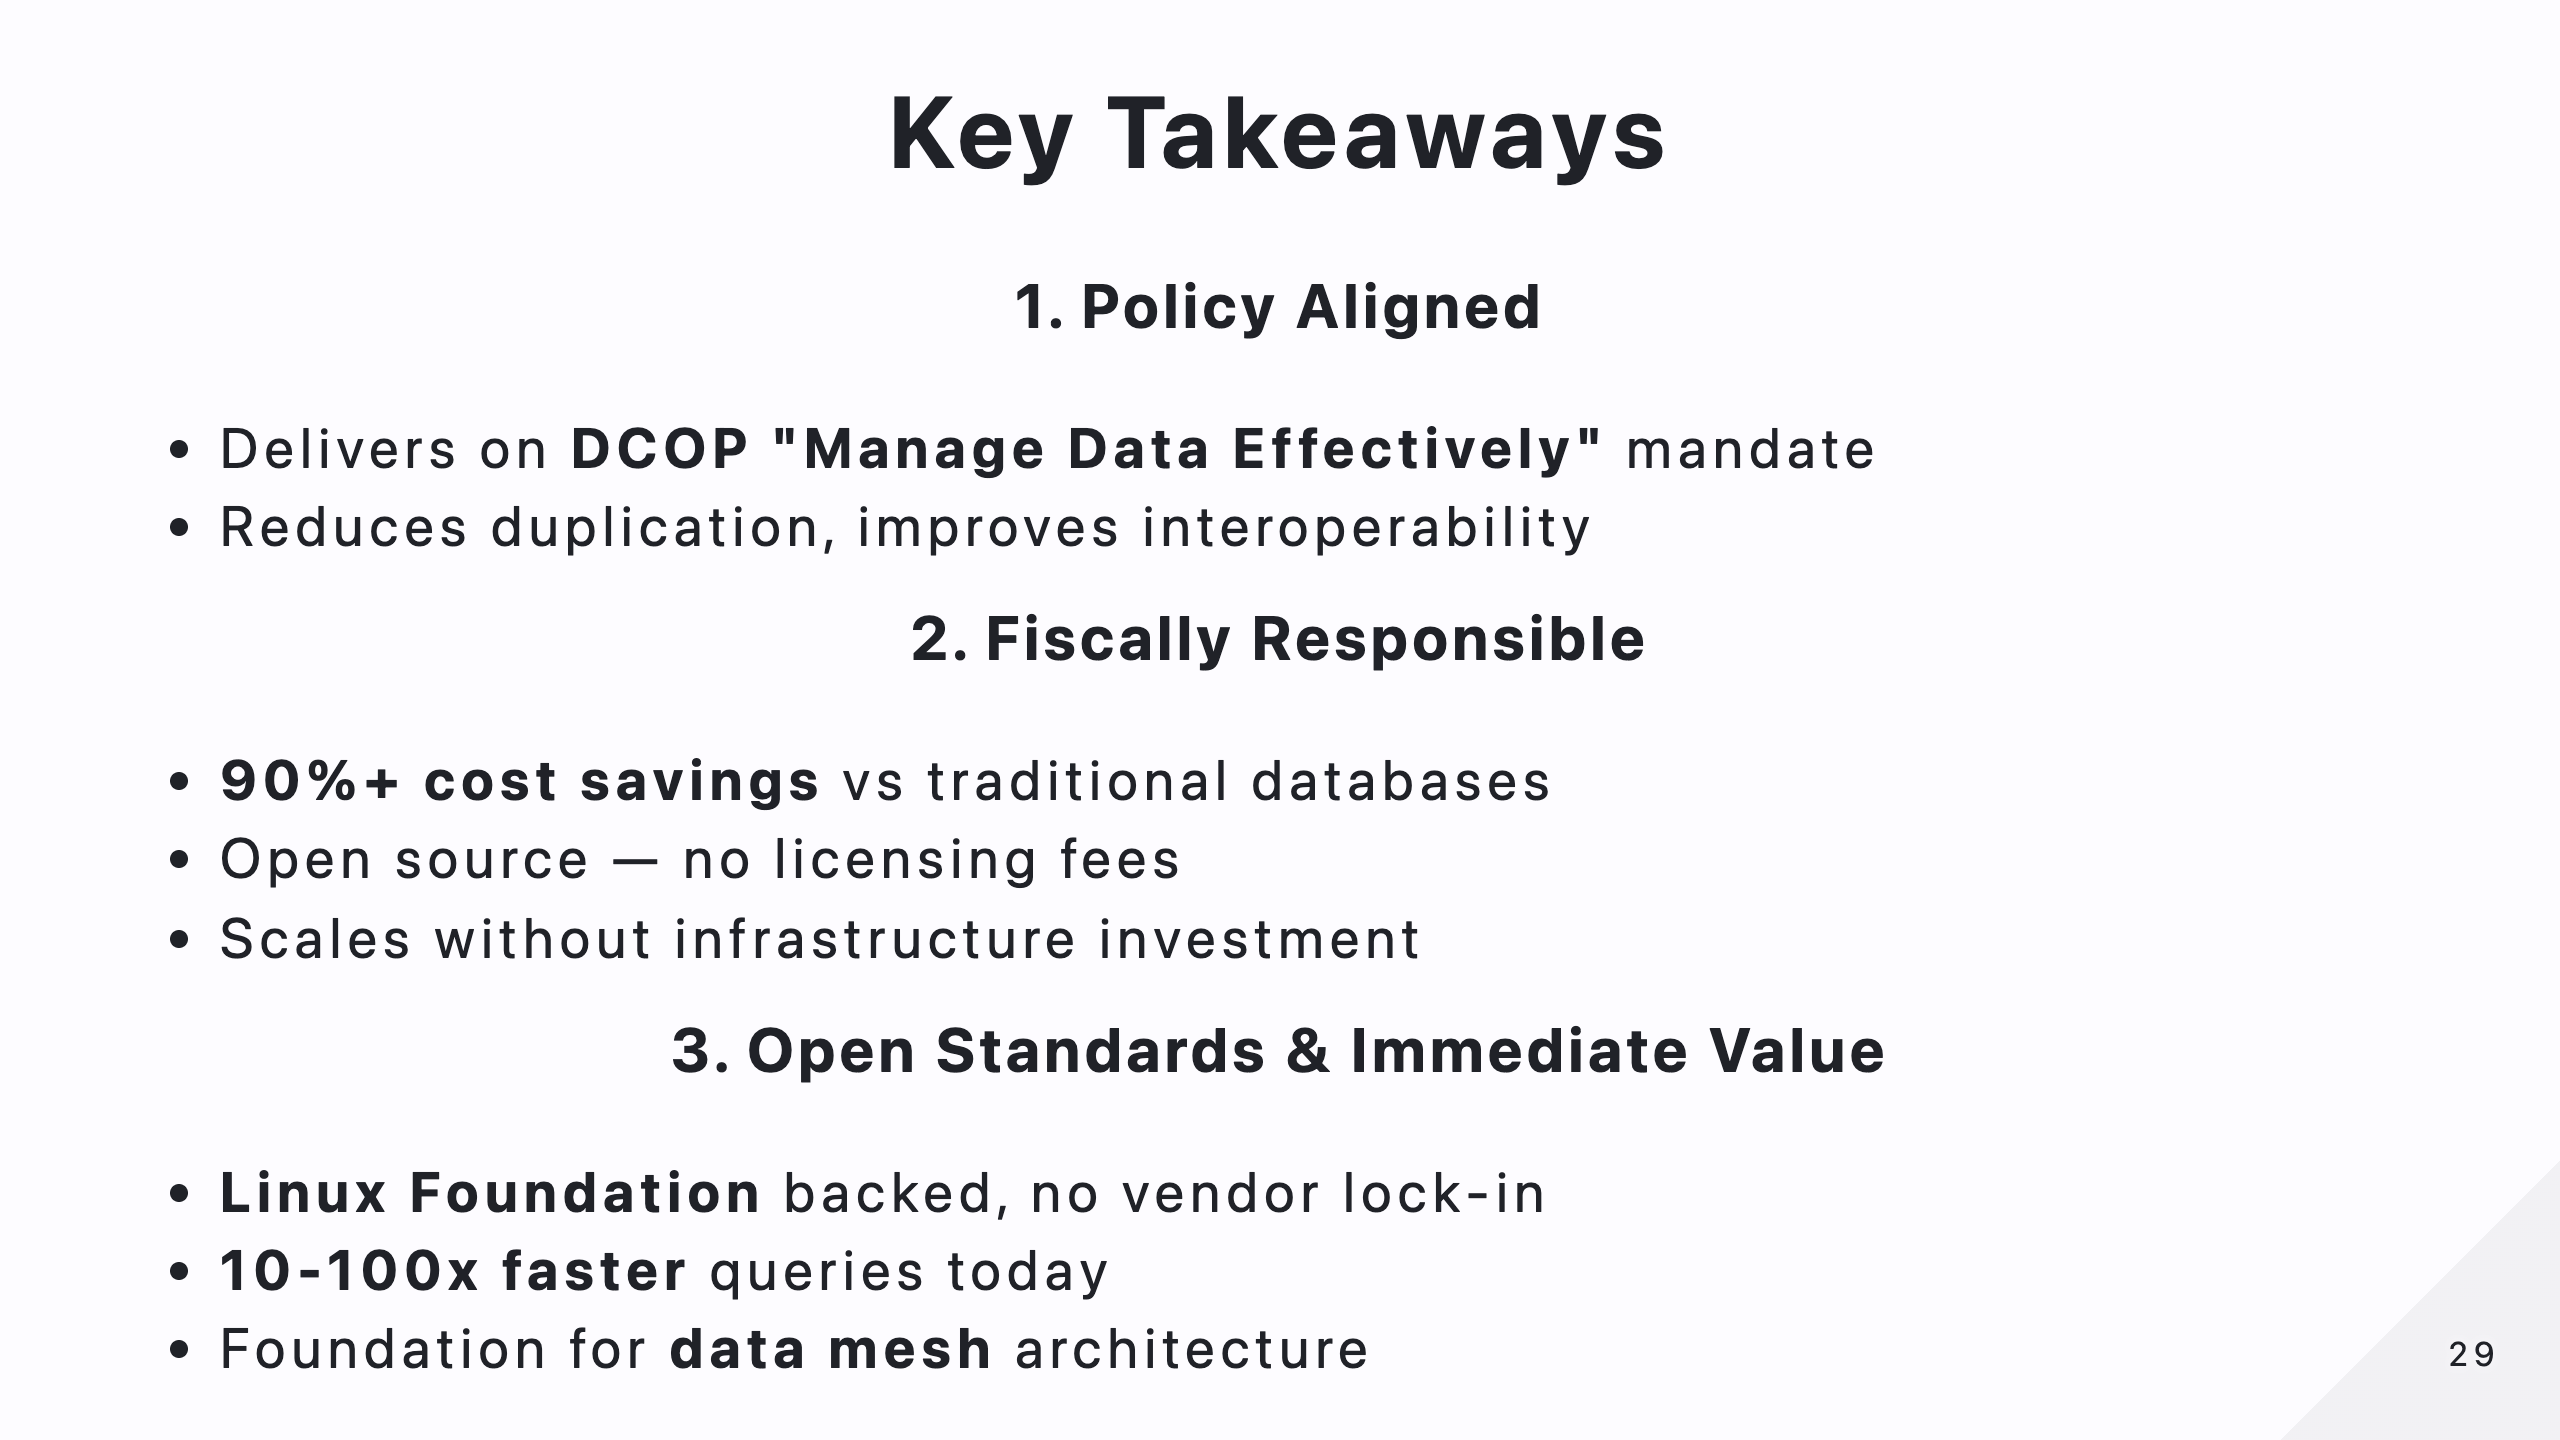 Key Takeaways
1. Policy Aligned
• Delivers on DCOP "Manage Data Effectively" mandate
• Reduces duplication, improves interoperability
2. Fiscally Responsible
• 90%+ cost savings vs traditional databases
• Open source — no licensing fees
• Scales without infrastructure investment
3. Open Standards & Immediate Value
• Linux Foundation backed, no vendor lock-in
• 10-100x faster queries today
• Foundation for data mesh architecture
29